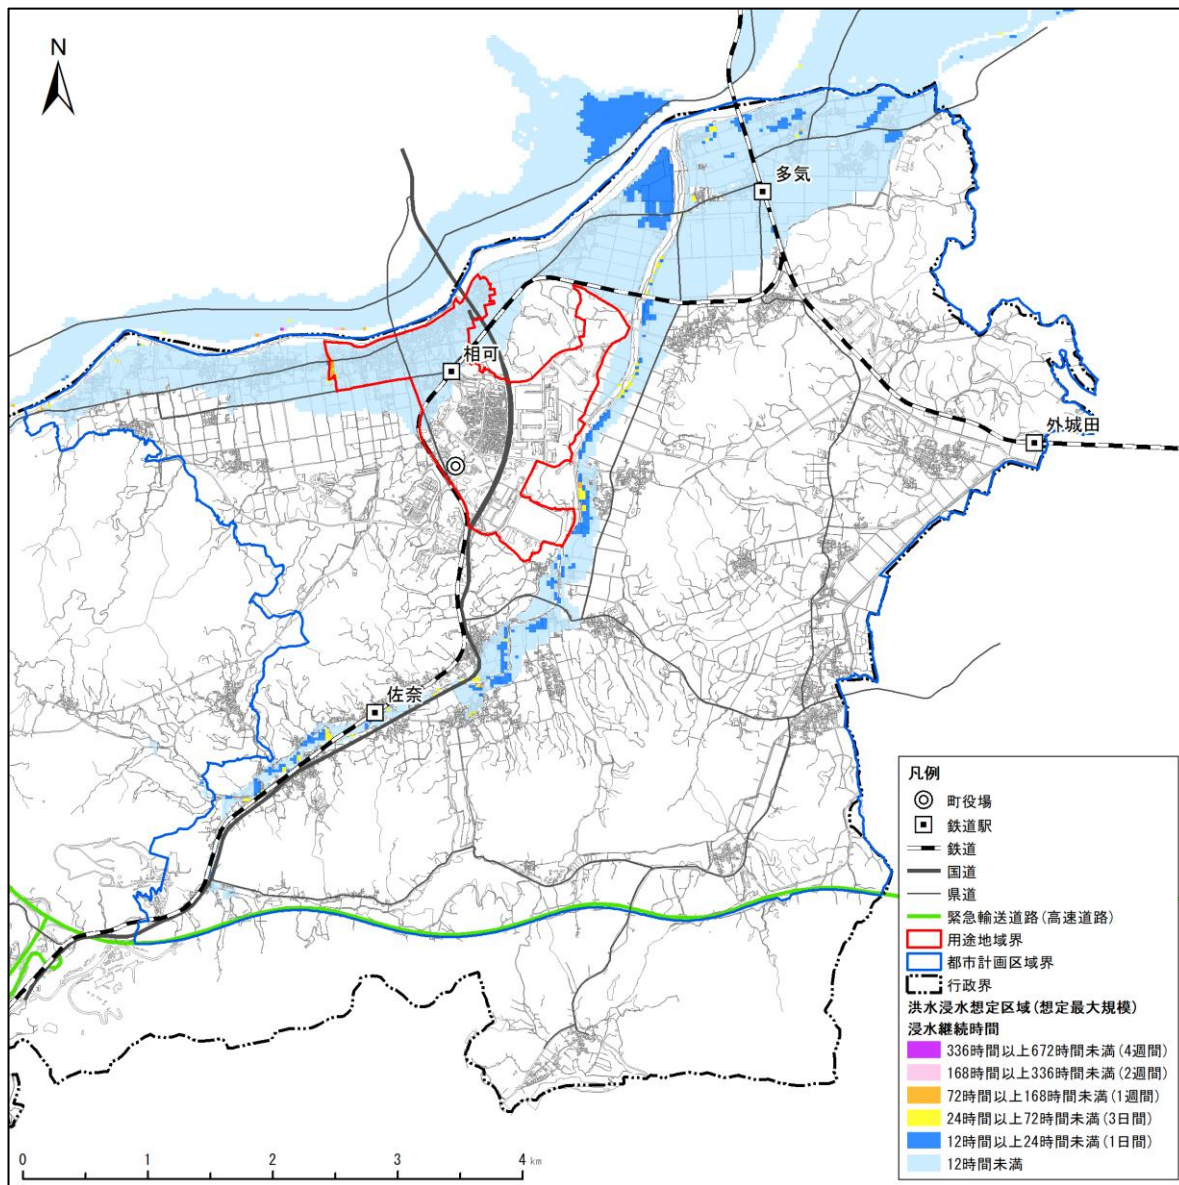 N
多気
相可
外城田
佐奈
凡例
町役場
鉄道駅
鉄道
国道
県道
緊急輸送道路(高速道路)
用途地域界
都市計画区域界
行政界
洪水浸水想定区域(想定最大規模)
浸水継続時間
336時間以上672時間未満(4週間)
168時間以上336時間未満(2週間)
72時間以上168時間未満(1週間)
24時間以上72時間未満(3日間)
12時間以上24時間未満(1日間)
12時間未満
0 1 2 3 4 km